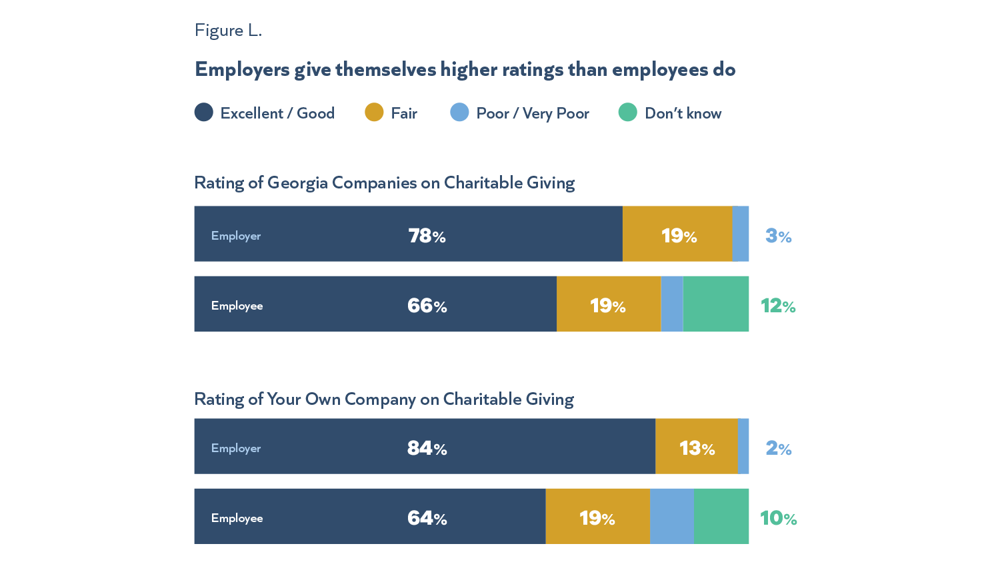 Figure L.
Employers give themselves higher ratings than employees do
Excellent / Good Fair Poor / Very Poor Don’t know
Rating of Georgia Companies on Charitable Giving
Employer 78% 19% 3%
Employee 66% 19% 12%
Rating of Your Own Company on Charitable Giving
Employer 84% 13% 2%
Employee 64% 19% 10%